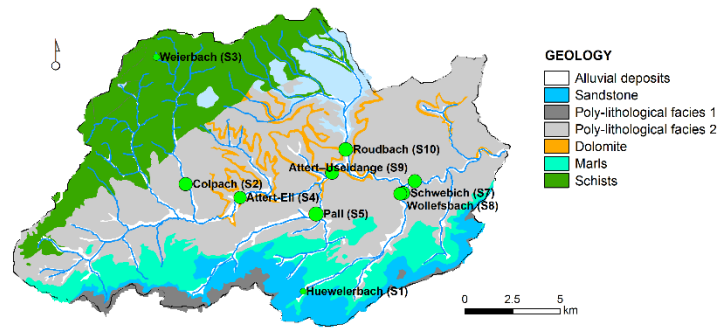 Weierbach (S3)
GEOLOGY
Alluvial deposits
Sandstone
Poly-lithological facies 1
Poly-lithological facies 2
Dolomite
Marls
Schists
Roudbach (S10)
Attert-Useldange (S9)
Colpach (S2)
Attert-Ell (S4)
Schwebich (S7)
Wollefsbach (S8)
Pall (S5)
Huewelerbach (S1)
0 2.5 5
km